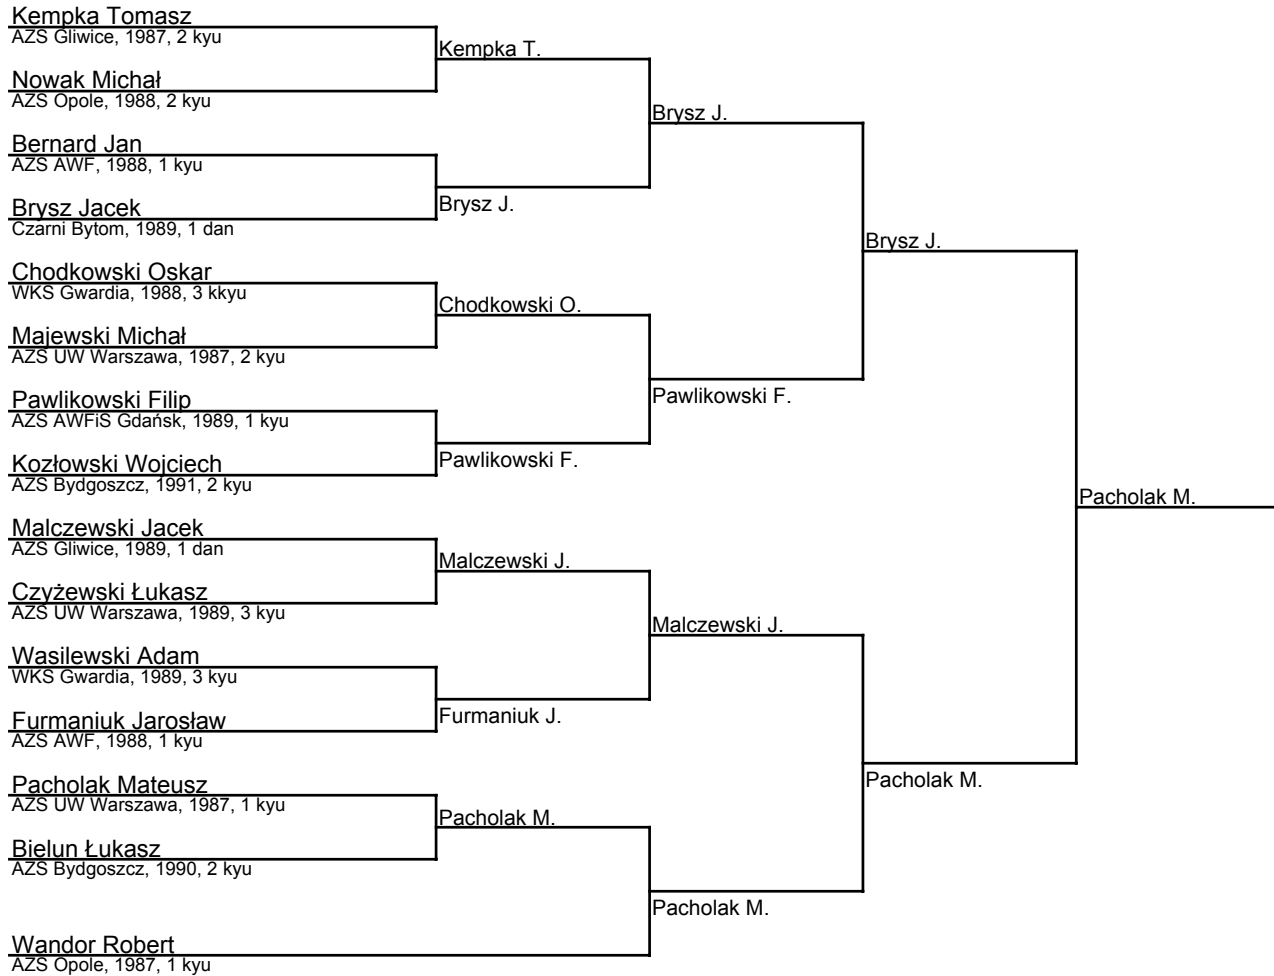 Kempka Tomasz
AZS Gliwice, 1987, 2 kyu
Kempka T.
Nowak Michał
AZS Opole, 1988, 2 kyu
Brysz J.
Bernard Jan
AZS AWF, 1988, 1 kyu
Brysz Jacek
Brysz J.
Czarni Bytom, 1989, 1 dan
Brysz J.
Chodkowski Oskar
WKS Gwardia, 1988, 3 kkyu
Chodkowski O.
Majewski Michał
AZS UW Warszawa, 1987, 2 kyu
Pawlikowski F.
Pawlikowski Filip
AZS AWFiS Gdańsk, 1989, 1 kyu
Kozłowski Wojciech
Pawlikowski F.
AZS Bydgoszcz, 1991, 2 kyu
Pacholak M.
Malczewski Jacek
AZS Gliwice, 1989, 1 dan
Malczewski J.
Czyżewski Łukasz
AZS UW Warszawa, 1989, 3 kyu
Malczewski J.
Wasilewski Adam
WKS Gwardia, 1989, 3 kyu
Furmaniuk Jarosław
Furmaniuk J.
AZS AWF, 1988, 1 kyu
Pacholak M.
Pacholak Mateusz
AZS UW Warszawa, 1987, 1 kyu
Pacholak M.
Bielun Łukasz
AZS Bydgoszcz, 1990, 2 kyu
Pacholak M.
Wandor Robert
AZS Opole, 1987, 1 kyu